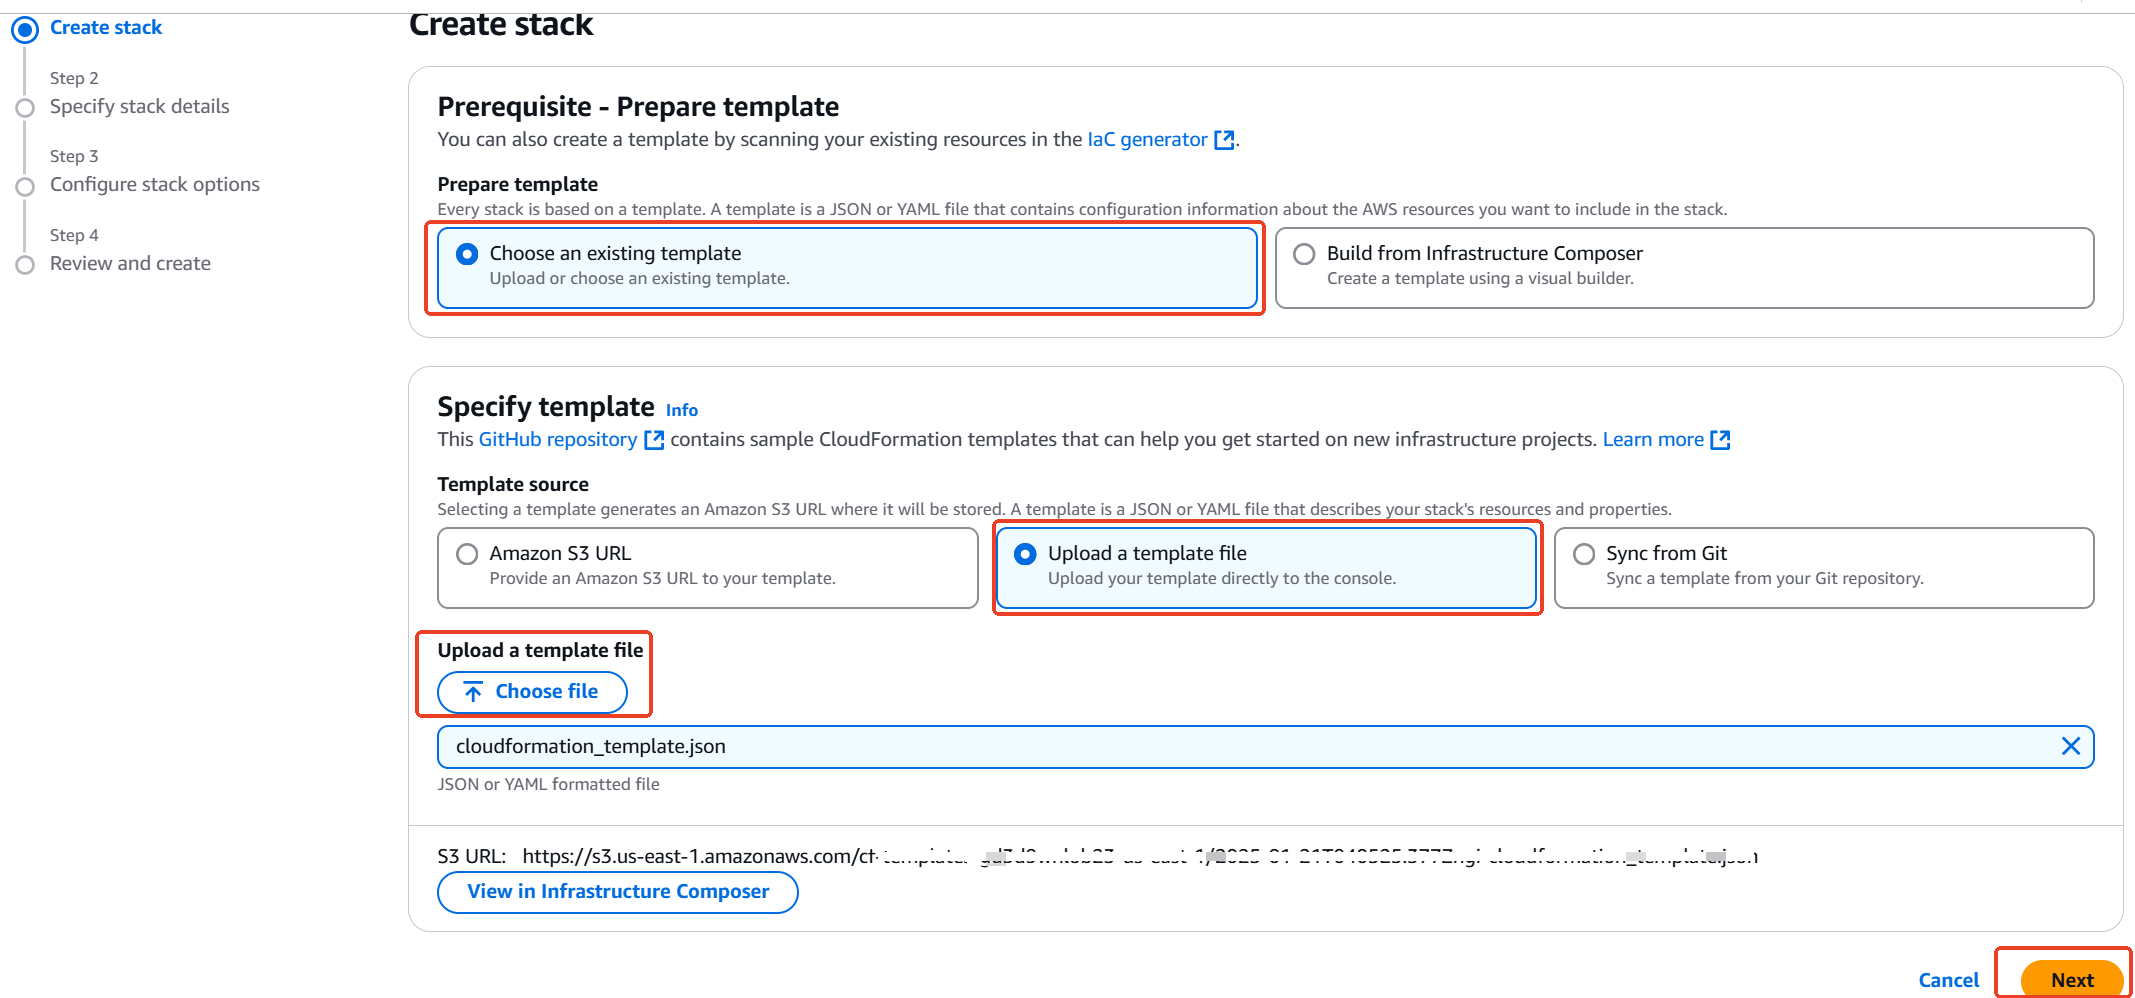 Create stack
Step 2
Specify stack details
Step 3
Configure stack options
Step 4
Review and create
Create stack
Prerequisite - Prepare template
You can also create a template by scanning your existing resources in the IaC generator.
Prepare template
Every stack is based on a template. A template is a JSON or YAML file that contains configuration information about the AWS resources you want to include in the stack.
Choose an existing template
Upload or choose an existing template.
Build from Infrastructure Composer
Create a template using a visual builder.
Specify template Info
This GitHub repository contains sample CloudFormation templates that can help you get started on new infrastructure projects. Learn more
Template source
Selecting a template generates an Amazon S3 URL where it will be stored. A template is a JSON or YAML file that describes your stack's resources and properties.
Amazon S3 URL
Provide an Amazon S3 URL to your template.
Upload a template file
Upload your template directly to the console.
Sync from Git
Sync a template from your Git repository.
Upload a template file
Choose file
cloudformation_template.json
JSON or YAML formatted file
S3 URL: https://s3.us-east-1.amazonaws.com/cf-
View in Infrastructure Composer
Cancel
Next